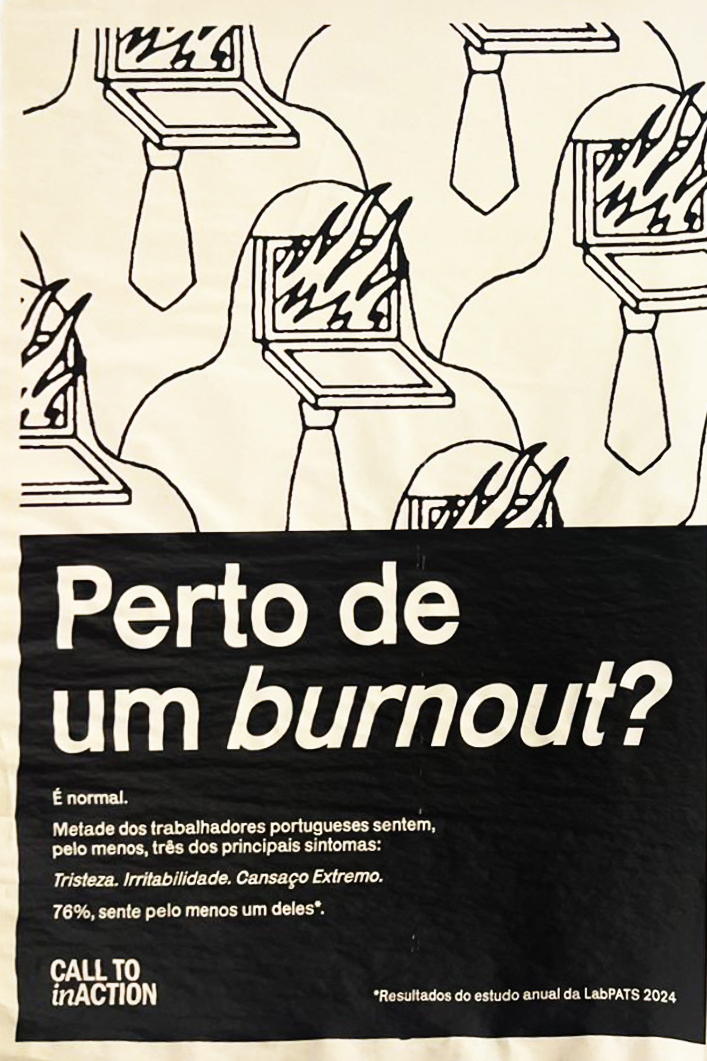 Perto de
um burnout?
É normal.
Metade dos trabalhadores portugueses sentem,
pelo menos, três dos principais sintomas:
Tristeza. Irritabilidade. Cansaço Extremo.
76%, sente pelo menos um deles*.
CALL TO
inACTION
*Resultados do estudo anual da LabPATS 2024